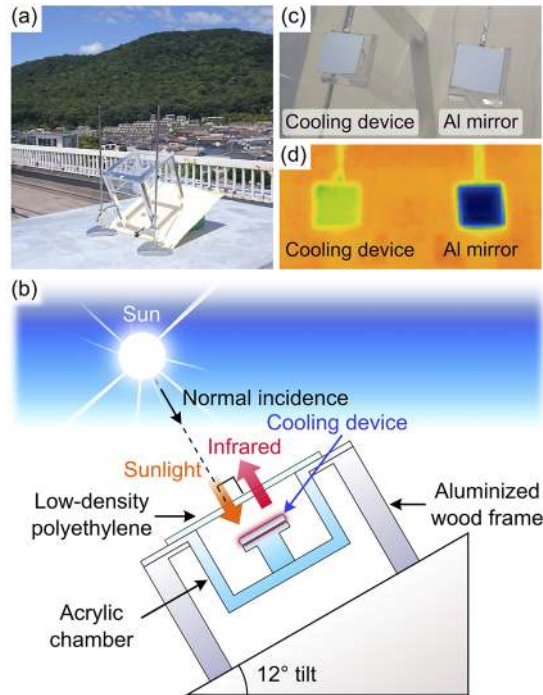 (a)
(c)
Cooling device
Al mirror
(d)
Cooling device
Al mirror
(b)
Sun
Normal incidence
Cooling device
Infrared
Sunlight
Low-density
polyethylene
Aluminized
wood frame
Acrylic
chamber
12° tilt